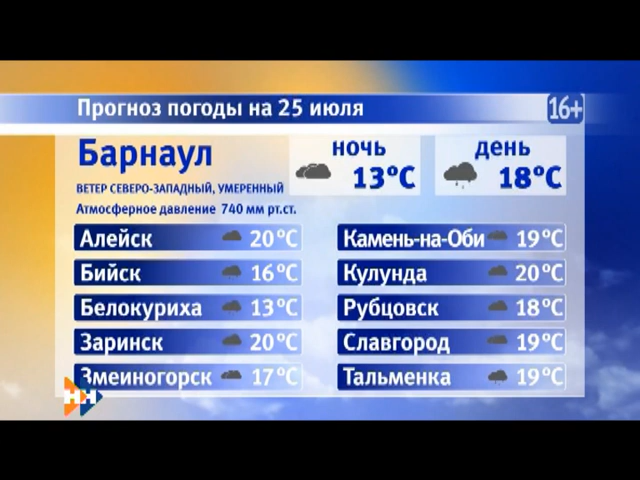 Прогноз погоды на 25 июля 16+
Барнаул
ночь 13°C
день 18°C
ВЕТЕР СЕВЕРО-ЗАПАДНЫЙ, УМЕРЕННЫЙ
Атмосферное давление 740 мм рт.ст.
Алейск 20°C
Бийск 16°C
Белокуриха 13°C
Заринск 20°C
Змеиногорск 17°C
Камень-на-Оби 19°C
Кулунда 20°C
Рубцовск 18°C
Славгород 19°C
Тальменка 19°C
НН